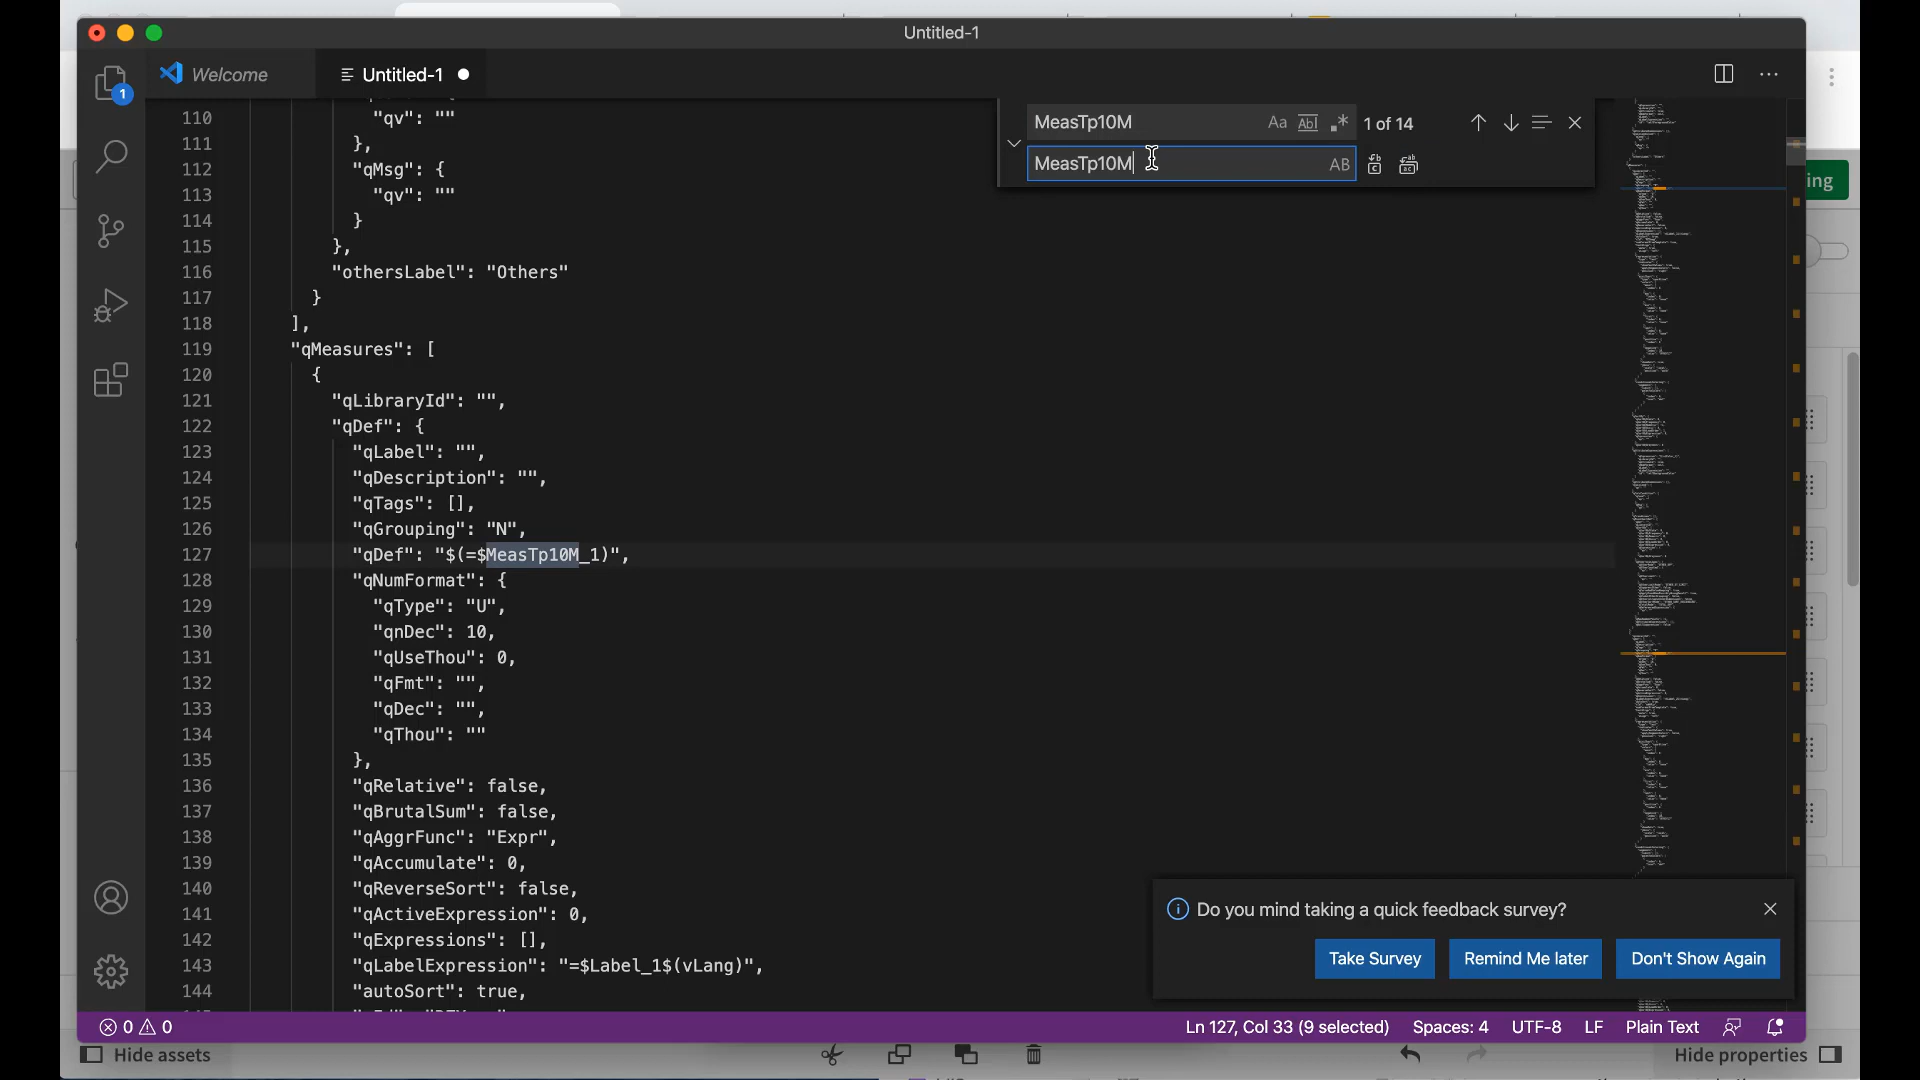 Untitled-1
Welcome
Untitled-1
1
MeasTp10M
Aa
Abl
.*
1 of 14
MeasTp10M
AB
ing
110 "qv": ""
111 },
112 "qMsg": {
113 "qv": ""
114 }
115 },
116 "othersLabel": "Others"
117 }
118 ],
119 "qMeasures": [
120 {
121 "qLibraryId": "",
122 "qDef": {
123 "qLabel": "",
124 "qDescription": "",
125 "qTags": [],
126 "qGrouping": "N",
127 "qDef": "$(=$MeasTp10M_1)",
128 "qNumFormat": {
129 "qType": "U",
130 "qnDec": 10,
131 "qUseThou": 0,
132 "qFmt": "",
133 "qDec": "",
134 "qThou": ""
135 },
136 "qRelative": false,
137 "qBrutalSum": false,
138 "qAggrFunc": "Expr",
139 "qAccumulate": 0,
140 "qReverseSort": false,
141 "qActiveExpression": 0,
142 "qExpressions": [],
143 "qLabelExpression": "=$Label_1$(vLang)",
144 "autoSort": true,
Do you mind taking a quick feedback survey?
Take Survey
Remind Me later
Don't Show Again
0 0
Ln 127, Col 33 (9 selected)
Spaces: 4
UTF-8
LF
Plain Text
Hide assets
Hide properties